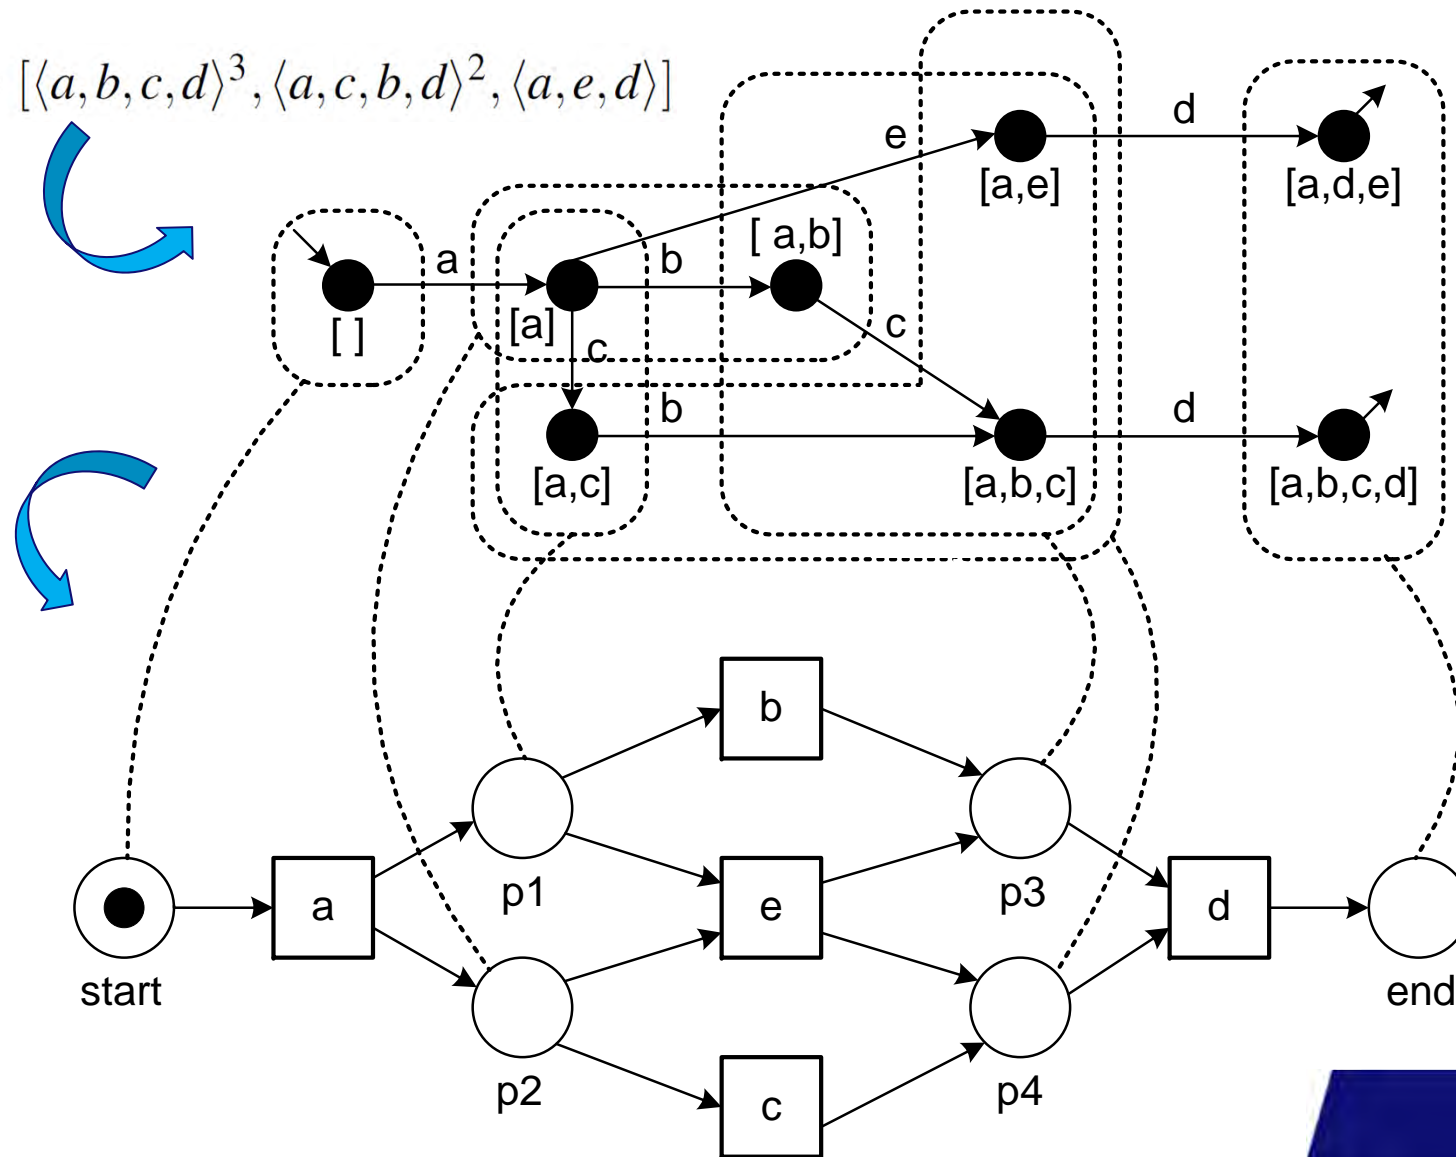 [⟨a,b,c,d⟩³,⟨a,c,b,d⟩²,⟨a,e,d⟩]
e
d
[a,e]
[a,d,e]
[ a,b]
a
b
[ ]
[a]
c
c
b
d
[a,c]
[a,b,c]
[a,b,c,d]
b
p1
p3
a
e
d
start
end
p2
p4
c